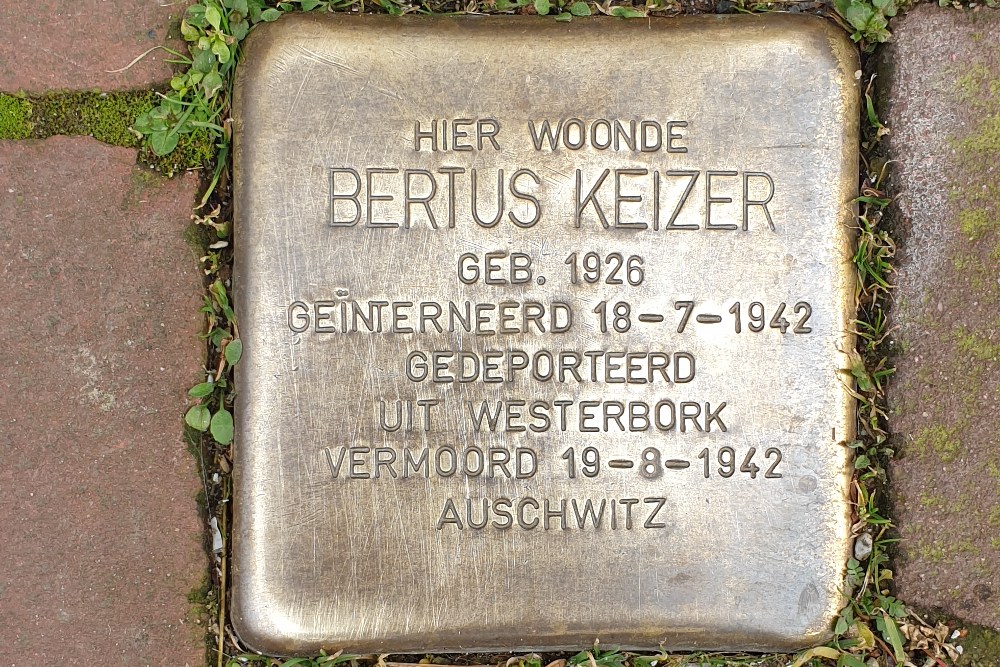 HIER WOONDE
BERTUS KEIZER
GEB. 1926
GEÏNTERNEERD 18-7-1942
GEDEPORTEERD
UIT WESTERBORK
VERMOORD 19-8-1942
AUSCHWITZ